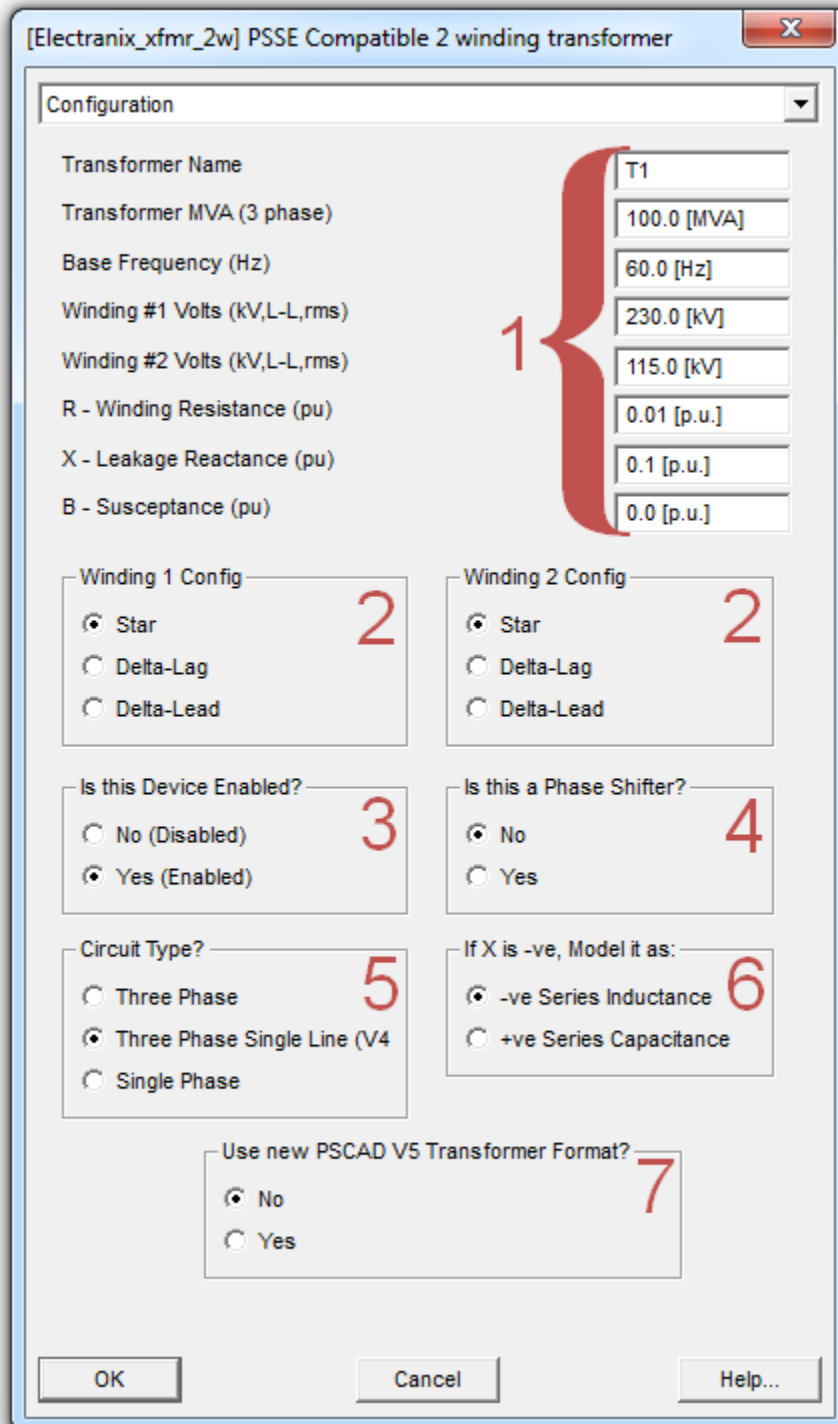 [Electranix_xfmr_2w] PSSE Compatible 2 winding transformer
Configuration
Transformer Name T1
Transformer MVA (3 phase) 100.0 [MVA]
Base Frequency (Hz) 60.0 [Hz]
Winding #1 Volts (kV,L-L,rms) 230.0 [kV]
1
Winding #2 Volts (kV,L-L,rms) 115.0 [kV]
R - Winding Resistance (pu) 0.01 [p.u.]
X - Leakage Reactance (pu) 0.1 [p.u.]
B - Susceptance (pu) 0.0 [p.u.]
Winding 1 Config 2
Star
Delta-Lag
Delta-Lead
Winding 2 Config 2
Star
Delta-Lag
Delta-Lead
Is this Device Enabled? 3
No (Disabled)
Yes (Enabled)
Is this a Phase Shifter? 4
No
Yes
Circuit Type? 5
Three Phase
Three Phase Single Line (V4
Single Phase
If X is -ve, Model it as: 6
-ve Series Inductance
+ve Series Capacitance
Use new PSCAD V5 Transformer Format? 7
No
Yes
OK Cancel Help...